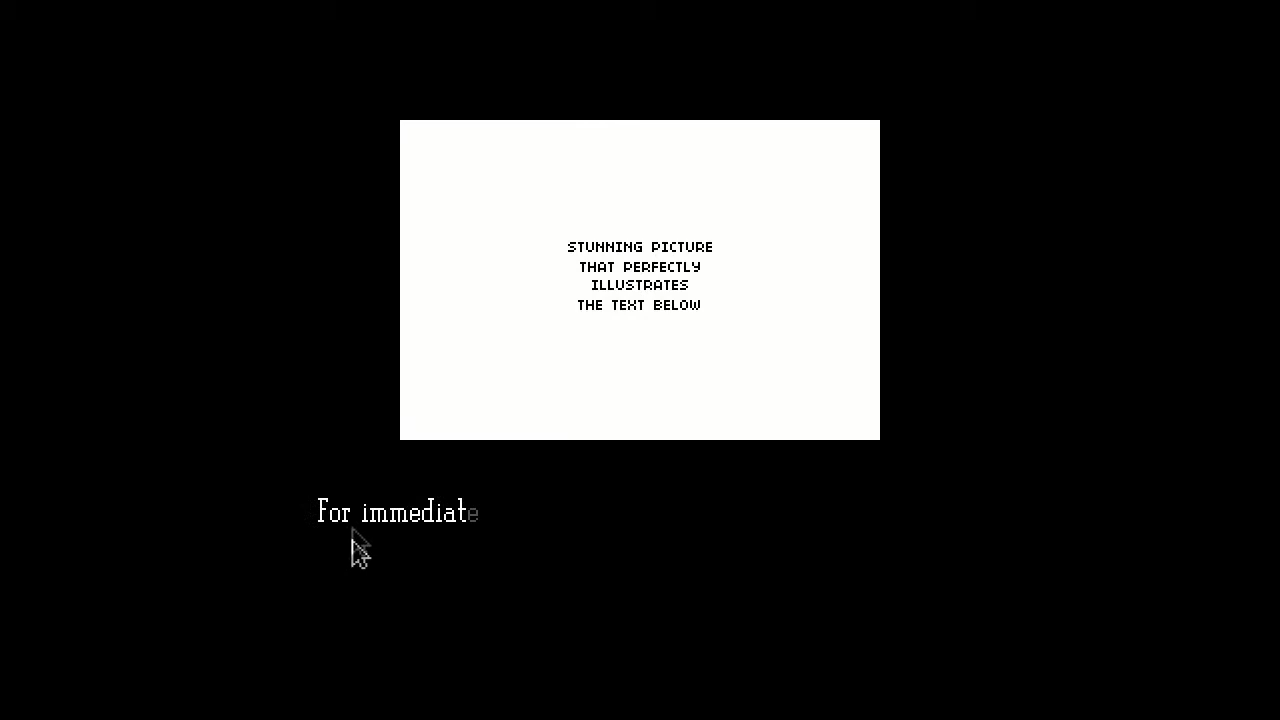 STUNNING PICTURE
THAT PERFECTLY
ILLUSTRATES
THE TEXT BELOW
For immediate